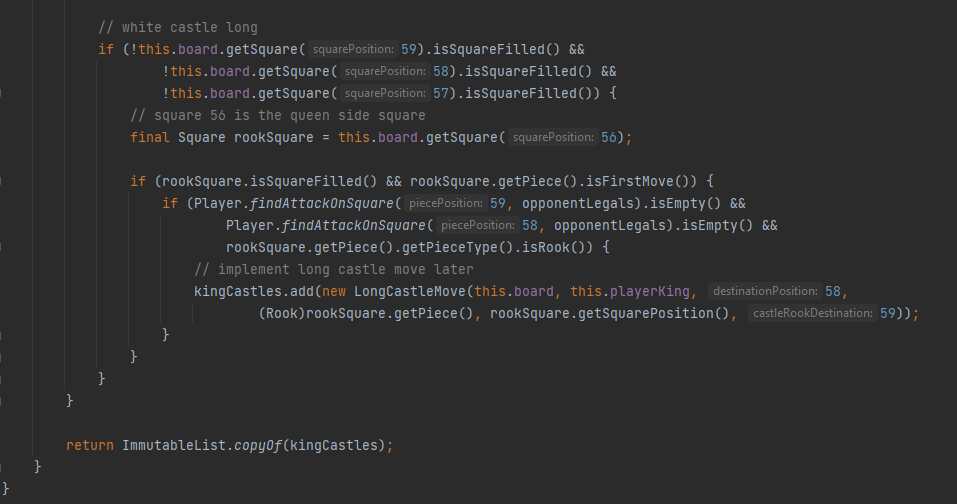 // white castle long
if (!this.board.getSquare( squarePosition: 59).isSquareFilled() &&
!this.board.getSquare( squarePosition: 58).isSquareFilled() &&
!this.board.getSquare( squarePosition: 57).isSquareFilled()) {
// square 56 is the queen side square
final Square rookSquare = this.board.getSquare( squarePosition: 56);
if (rookSquare.isSquareFilled() && rookSquare.getPiece().isFirstMove()) {
if (Player.findAttackOnSquare( piecePosition: 59, opponentLegals).isEmpty() &&
Player.findAttackOnSquare( piecePosition: 58, opponentLegals).isEmpty() &&
rookSquare.getPiece().getPieceType().isRook()) {
// implement long castle move later
kingCastles.add(new LongCastleMove(this.board, this.playerKing, destinationPosition: 58,
(Rook)rookSquare.getPiece(), rookSquare.getSquarePosition(), castleRookDestination: 59));
}
}
}
}
return ImmutableList.copyOf(kingCastles);
}
}